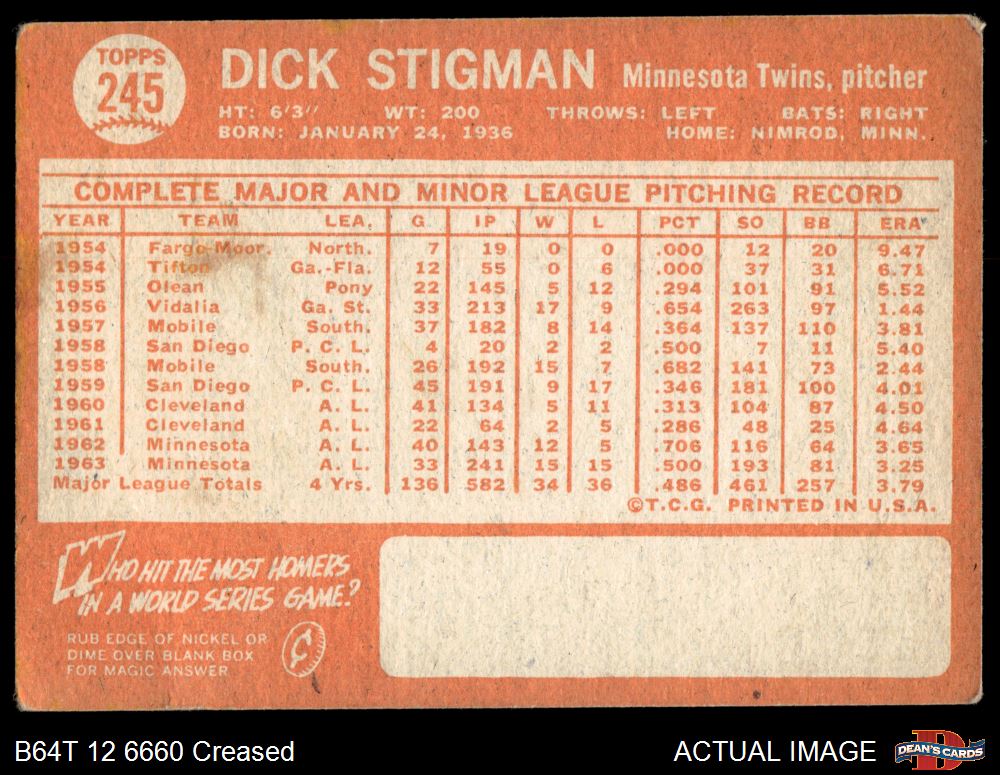 TOPPS
245
DICK STIGMAN Minnesota Twins, pitcher
HT: 6'3" WT: 200 THROWS: LEFT BATS: RIGHT
BORN: JANUARY 24, 1936 HOME: NIMROD, MINN.
COMPLETE MAJOR AND MINOR LEAGUE PITCHING RECORD
YEAR TEAM LEA. G IP W L PCT SO BB ERA
1954 Fargo-Moor. North. 7 19 0 0 .000 12 20 9.47
1954 Tifton Ga.-Fla. 12 55 0 6 .000 37 31 6.71
1955 Olean Pony 22 145 5 12 .294 101 91 5.52
1956 Vidalia Ga. St. 33 213 17 9 .654 263 97 1.44
1957 Mobile South. 37 182 8 14 .364 137 110 3.81
1958 San Diego P. C. L. 4 20 2 2 .500 7 11 5.40
1958 Mobile South. 26 192 15 7 .682 141 73 2.44
1959 San Diego P. C. L. 45 191 9 17 .346 181 100 4.01
1960 Cleveland A. L. 41 134 5 11 .313 104 87 4.50
1961 Cleveland A. L. 22 64 2 5 .286 48 25 4.64
1962 Minnesota A. L. 40 143 12 5 .706 116 64 3.65
1963 Minnesota A. L. 33 241 15 15 .500 193 81 3.25
Major League Totals 4 Yrs. 136 582 34 36 .486 461 257 3.79
©T.C.G. PRINTED IN U.S.A.
WHO HIT THE MOST HOMERS
IN A WORLD SERIES GAME?
RUB EDGE OF NICKEL OR
DIME OVER BLANK BOX
FOR MAGIC ANSWER
¢
B64T 12 6660 Creased
ACTUAL IMAGE
D
DEAN'S CARDS